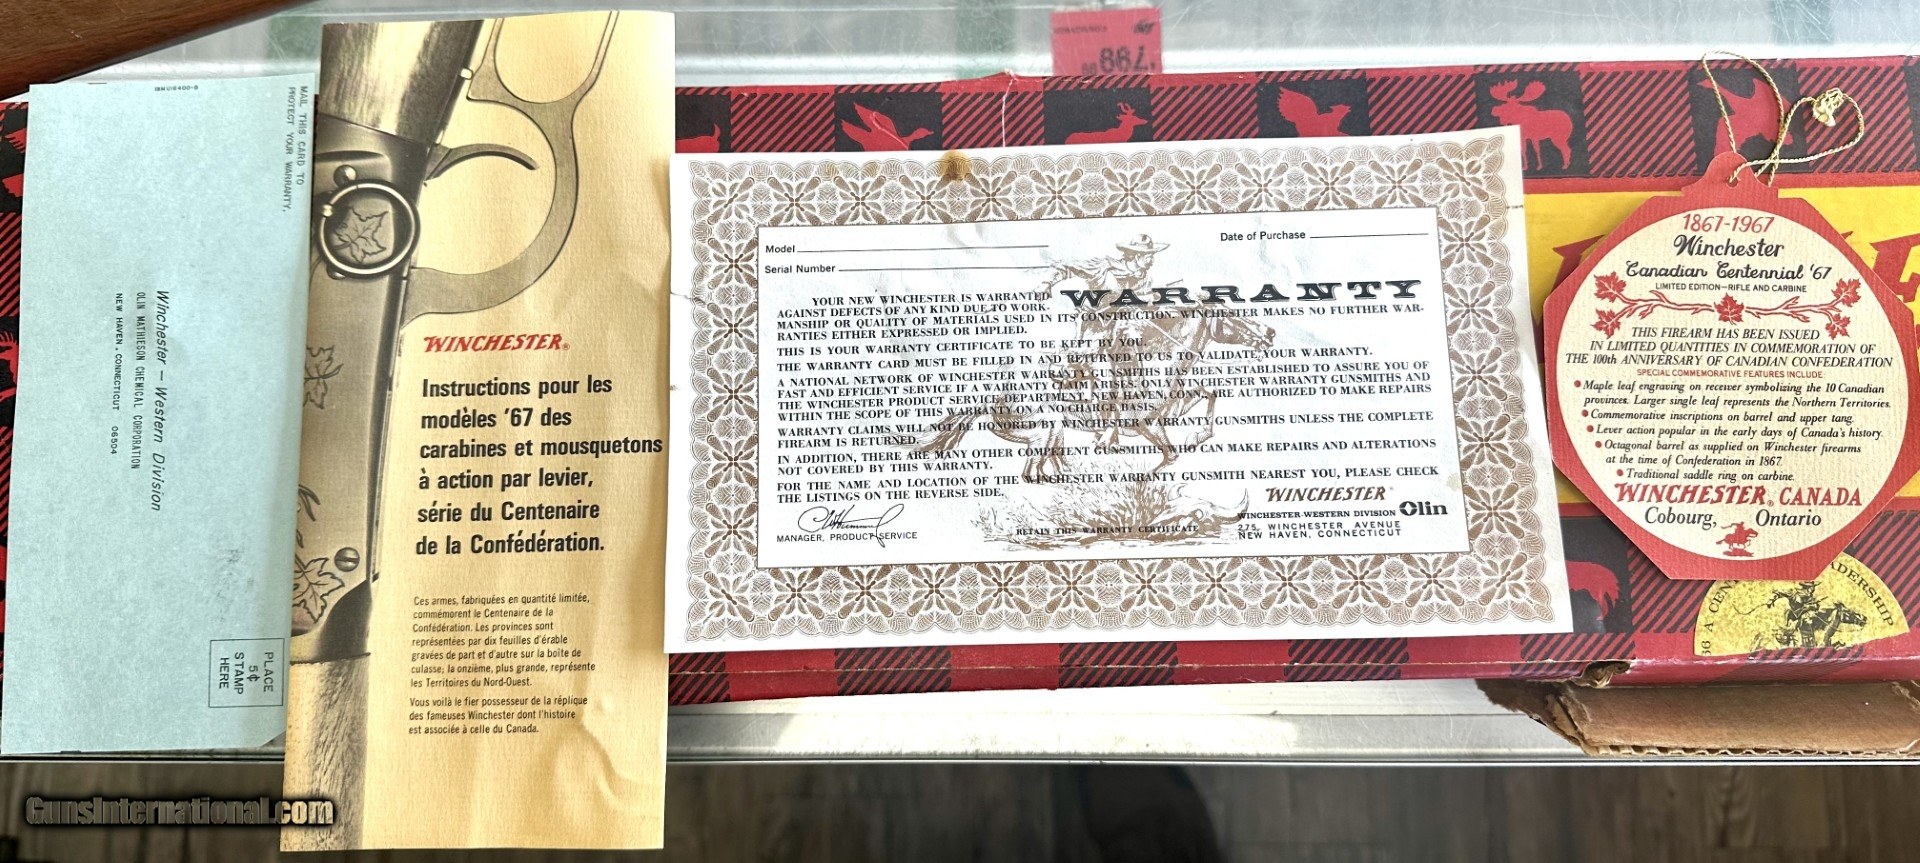 MAIL THIS CARD TO
PROTECT YOUR WARRANTY.
Winchester — Western Division
OLIN MATHIESON CHEMICAL CORPORATION
NEW HAVEN, CONNECTICUT 06504
PLACE
5¢
STAMP
HERE
WINCHESTER®
Instructions pour les
modèles '67 des
carabines et mousquetons
à action par levier,
série du Centenaire
de la Confédération.
Ces armes, fabriquées en quantité limitée,
commémorent le Centenaire de la
Confédération. Les provinces sont
représentées par dix feuilles d'érable
gravées de part et d'autre sur la boîte de
culasse; la onzième, plus grande, représente
les Territoires du Nord-Ouest.
Vous voilà le fier possesseur de la réplique
des fameuses Winchester dont l'histoire
est associée à celle du Canada.
Model
Date of Purchase
Serial Number
WARRANTY
YOUR NEW WINCHESTER IS WARRANTED
AGAINST DEFECTS OF ANY KIND DUE TO WORK-
MANSHIP OR QUALITY OF MATERIALS USED IN ITS CONSTRUCTION. WINCHESTER MAKES NO FURTHER WAR-
RANTIES EITHER EXPRESSED OR IMPLIED.
THIS IS YOUR WARRANTY CERTIFICATE TO BE KEPT BY YOU.
THE WARRANTY CARD MUST BE FILLED IN AND RETURNED TO US TO VALIDATE YOUR WARRANTY.
A NATIONAL NETWORK OF WINCHESTER WARRANTY GUNSMITHS HAS BEEN ESTABLISHED TO ASSURE YOU OF
FAST AND EFFICIENT SERVICE IF A WARRANTY CLAIM ARISES. ONLY WINCHESTER WARRANTY GUNSMITHS AND
THE WINCHESTER PRODUCT SERVICE DEPARTMENT, NEW HAVEN, CONN., ARE AUTHORIZED TO MAKE REPAIRS
WITHIN THE SCOPE OF THIS WARRANTY ON A NO CHARGE BASIS.
WARRANTY CLAIMS WILL NOT BE HONORED BY WINCHESTER WARRANTY GUNSMITHS UNLESS THE COMPLETE
FIREARM IS RETURNED.
IN ADDITION, THERE ARE MANY OTHER COMPETENT GUNSMITHS WHO CAN MAKE REPAIRS AND ALTERATIONS
NOT COVERED BY THIS WARRANTY.
FOR THE NAME AND LOCATION OF THE WINCHESTER WARRANTY GUNSMITH NEAREST YOU, PLEASE CHECK
THE LISTINGS ON THE REVERSE SIDE.
MANAGER, PRODUCT SERVICE
RETAIN THIS WARRANTY CERTIFICATE
WINCHESTER®
WINCHESTER-WESTERN DIVISION Olin
275 WINCHESTER AVENUE
NEW HAVEN, CONNECTICUT
1867-1967
Winchester
Canadian Centennial '67
LIMITED EDITION—RIFLE AND CARBINE
THIS FIREARM HAS BEEN ISSUED
IN LIMITED QUANTITIES IN COMMEMORATION OF
THE 100th ANNIVERSARY OF CANADIAN CONFEDERATION
SPECIAL COMMEMORATIVE FEATURES INCLUDE:
• Maple leaf engraving on receiver symbolizing the 10 Canadian
provinces. Larger single leaf represents the Northern Territories.
• Commemorative inscriptions on barrel and upper tang.
• Lever action popular in the early days of Canada's history.
• Octagonal barrel as supplied on Winchester firearms
at the time of Confederation in 1867.
• Traditional saddle ring on carbine.
WINCHESTER® CANADA
Cobourg, Ontario
66 A CEN
ADERSHIP
GunsInternational.com